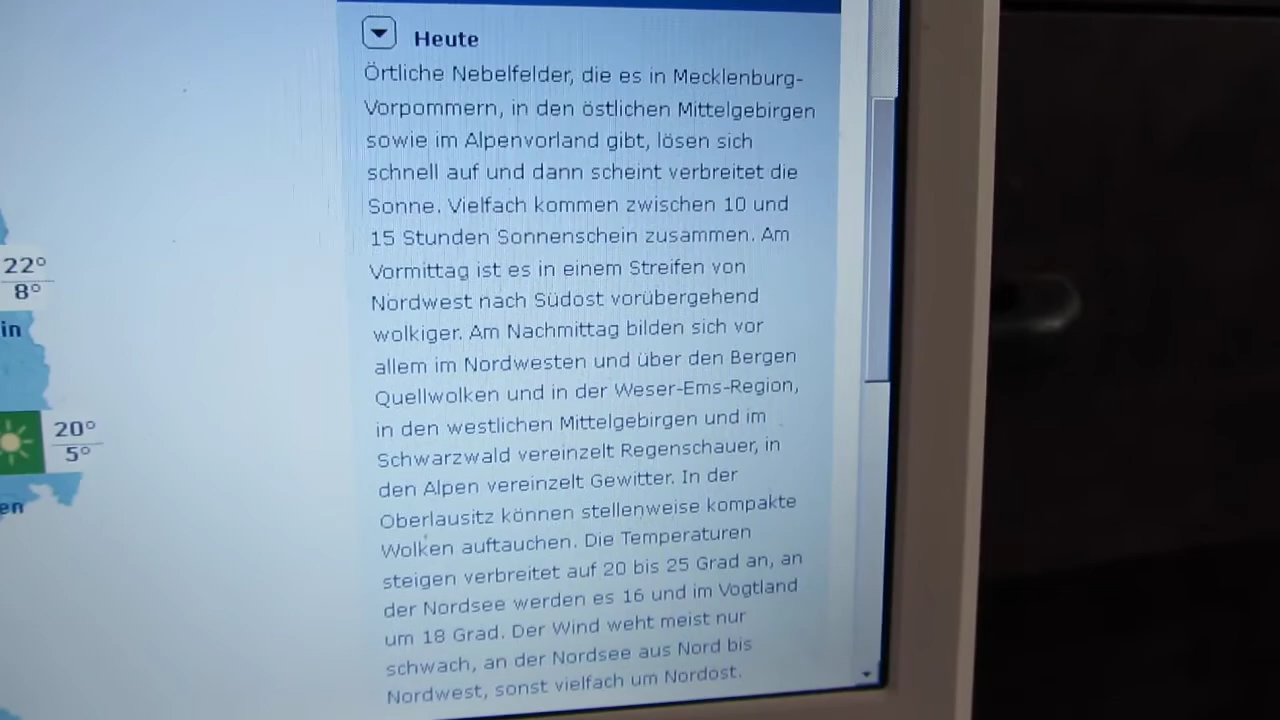 Heute
Örtliche Nebelfelder, die es in Mecklenburg-
Vorpommern, in den östlichen Mittelgebirgen
sowie im Alpenvorland gibt, lösen sich
schnell auf und dann scheint verbreitet die
Sonne. Vielfach kommen zwischen 10 und
15 Stunden Sonnenschein zusammen. Am
Vormittag ist es in einem Streifen von
Nordwest nach Südost vorübergehend
wolkiger. Am Nachmittag bilden sich vor
allem im Nordwesten und über den Bergen
Quellwolken und in der Weser-Ems-Region,
in den westlichen Mittelgebirgen und im
Schwarzwald vereinzelt Regenschauer, in
den Alpen vereinzelt Gewitter. In der
Oberlausitz können stellenweise kompakte
Wolken auftauchen. Die Temperaturen
steigen verbreitet auf 20 bis 25 Grad an, an
der Nordsee werden es 16 und im Vogtland
um 18 Grad. Der Wind weht meist nur
schwach, an der Nordsee aus Nord bis
Nordwest, sonst vielfach um Nordost.
22°
8°
in
20°
5°
en